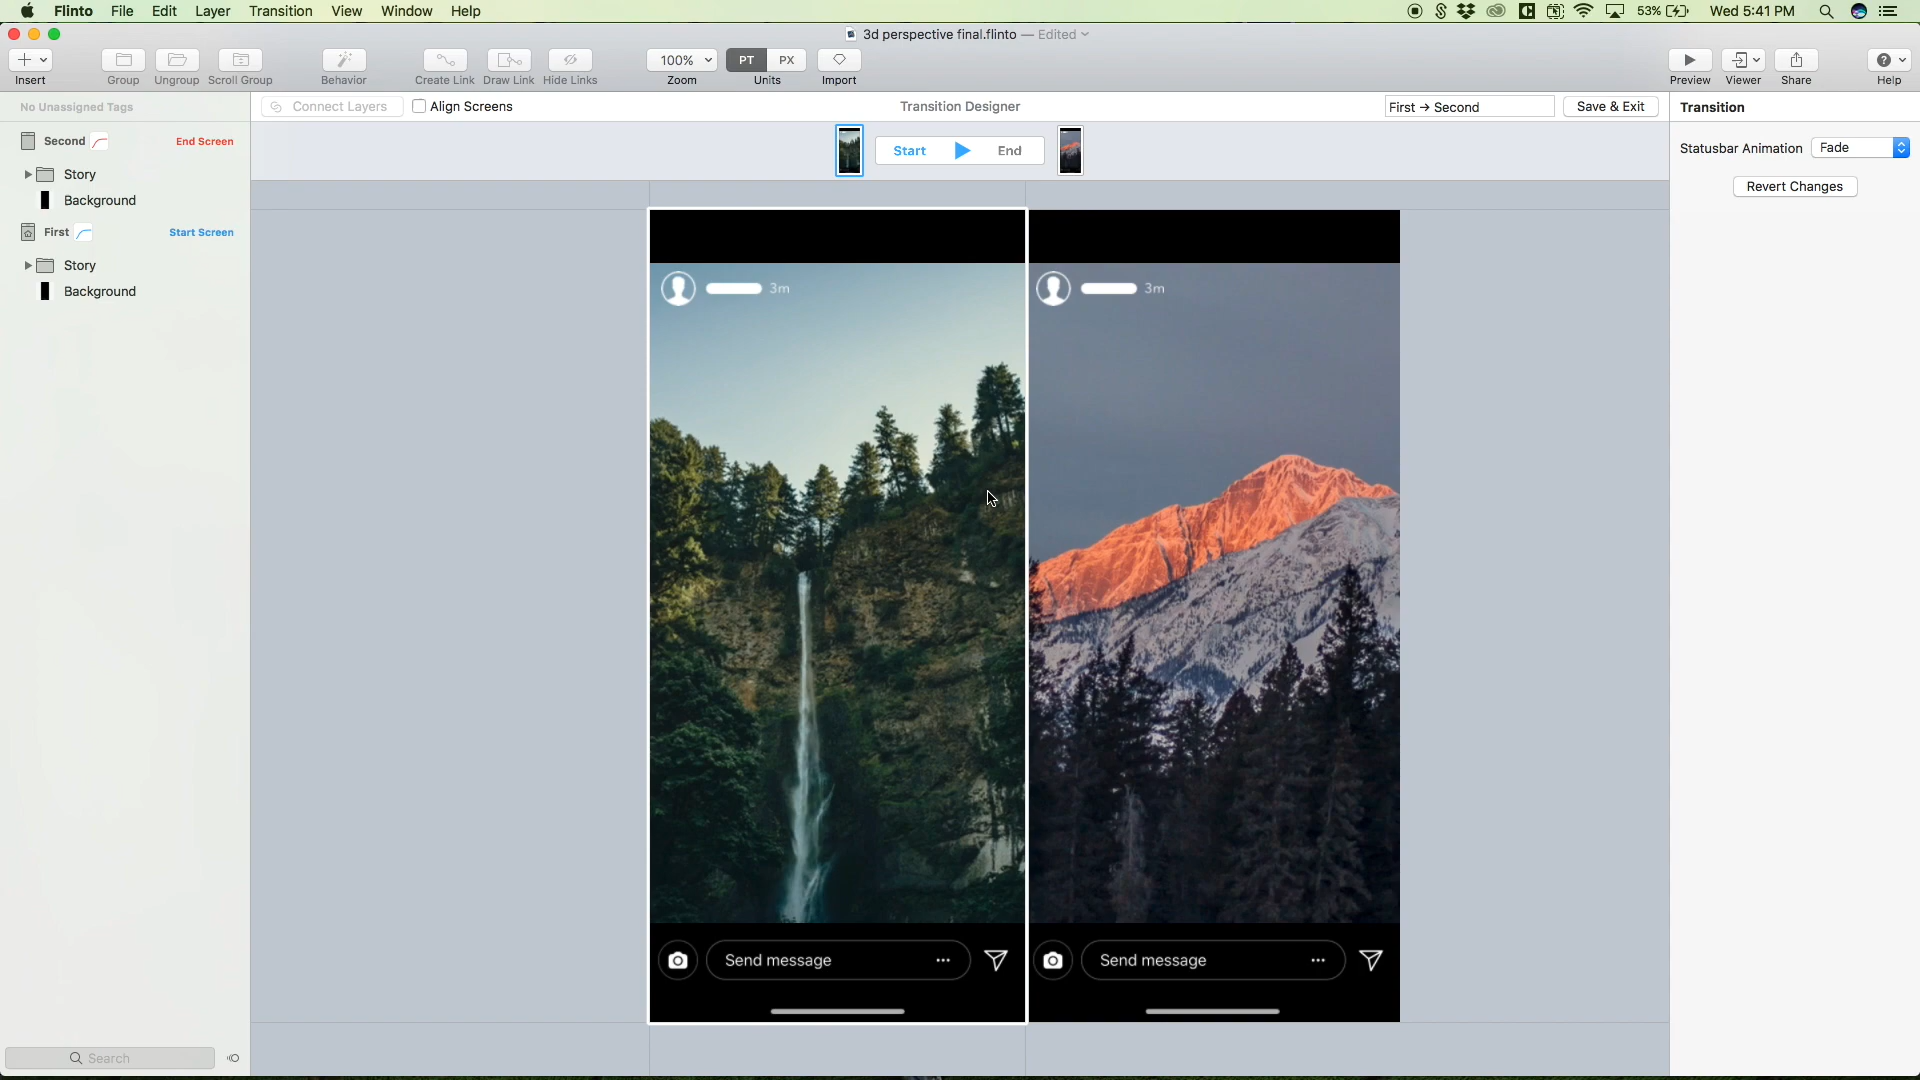 Flinto File Edit Layer Transition View Window Help 53% Wed 5:41 PM
3d perspective final.flinto — Edited
100% PT PX
Insert Group Ungroup Scroll Group Behavior Create Link Draw Link Hide Links Zoom Units Import Preview Viewer Share Help
No Unassigned Tags Connect Layers Align Screens Transition Designer First → Second Save & Exit Transition
Second End Screen
Start End
Statusbar Animation Fade
Story
Revert Changes
Background
First Start Screen
Story
Background
3m 3m
Send message ••• Send message •••
Search